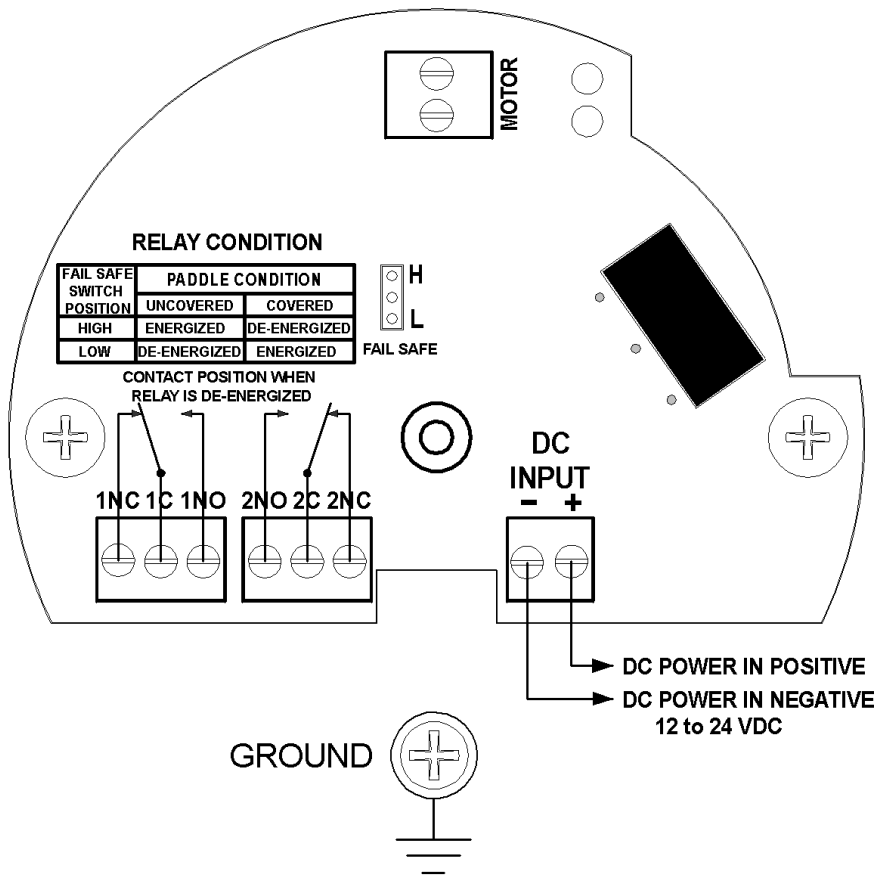 MOTOR
RELAY CONDITION
FAIL SAFE
SWITCH
POSITION
PADDLE CONDITION
UNCOVERED COVERED
HIGH ENERGIZED DE-ENERGIZED
LOW DE-ENERGIZED ENERGIZED
H
L
FAIL SAFE
CONTACT POSITION WHEN
RELAY IS DE-ENERGIZED
1NC 1C 1NO 2NO 2C 2NC
DC
INPUT
- +
DC POWER IN POSITIVE
DC POWER IN NEGATIVE
12 to 24 VDC
GROUND